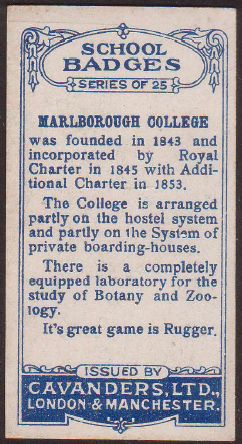 SCHOOL
BADGES
SERIES OF 25
MARLBOROUGH COLLEGE
was founded in 1843 and
incorporated by Royal
Charter in 1845 with Addi-
tional Charter in 1853.
The College is arranged
partly on the hostel system
and partly on the System of
private boarding-houses.
There is a completely
equipped laboratory for the
study of Botany and Zoo-
logy.
It's great game is Rugger.
ISSUED BY
CAVANDERS, LTD.,
LONDON & MANCHESTER.